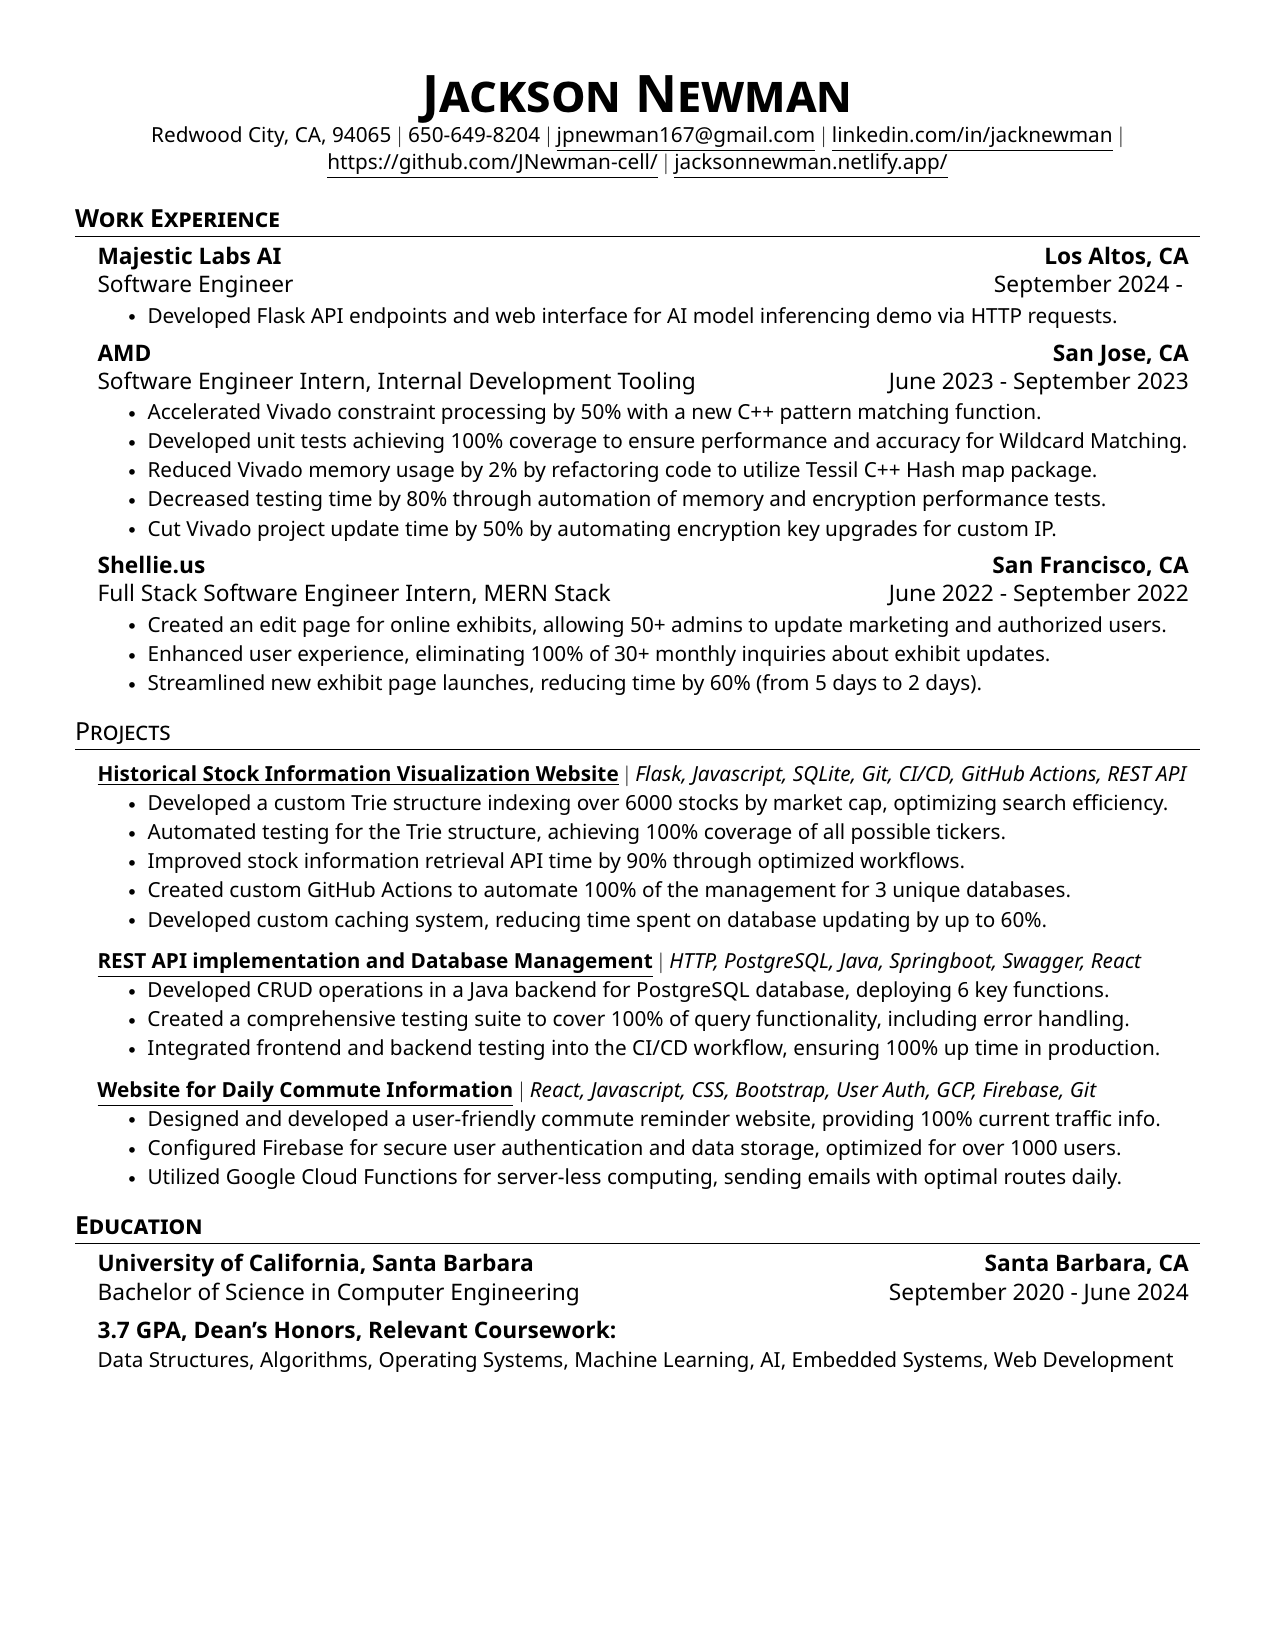 Jackson Newman
Redwood City, CA, 94065 | 650-649-8204 | jpnewman167@gmail.com | linkedin.com/in/jacknewman |
https://github.com/JNewman-cell/ | jacksonnewman.netlify.app/
Work Experience
Majestic Labs AI Los Altos, CA
Software Engineer September 2024 -
• Developed Flask API endpoints and web interface for AI model inferencing demo via HTTP requests.
AMD San Jose, CA
Software Engineer Intern, Internal Development Tooling June 2023 - September 2023
• Accelerated Vivado constraint processing by 50% with a new C++ pattern matching function.
• Developed unit tests achieving 100% coverage to ensure performance and accuracy for Wildcard Matching.
• Reduced Vivado memory usage by 2% by refactoring code to utilize Tessil C++ Hash map package.
• Decreased testing time by 80% through automation of memory and encryption performance tests.
• Cut Vivado project update time by 50% by automating encryption key upgrades for custom IP.
Shellie.us San Francisco, CA
Full Stack Software Engineer Intern, MERN Stack June 2022 - September 2022
• Created an edit page for online exhibits, allowing 50+ admins to update marketing and authorized users.
• Enhanced user experience, eliminating 100% of 30+ monthly inquiries about exhibit updates.
• Streamlined new exhibit page launches, reducing time by 60% (from 5 days to 2 days).
Projects
Historical Stock Information Visualization Website | Flask, Javascript, SQLite, Git, CI/CD, GitHub Actions, REST API
• Developed a custom Trie structure indexing over 6000 stocks by market cap, optimizing search efficiency.
• Automated testing for the Trie structure, achieving 100% coverage of all possible tickers.
• Improved stock information retrieval API time by 90% through optimized workflows.
• Created custom GitHub Actions to automate 100% of the management for 3 unique databases.
• Developed custom caching system, reducing time spent on database updating by up to 60%.
REST API implementation and Database Management | HTTP, PostgreSQL, Java, Springboot, Swagger, React
• Developed CRUD operations in a Java backend for PostgreSQL database, deploying 6 key functions.
• Created a comprehensive testing suite to cover 100% of query functionality, including error handling.
• Integrated frontend and backend testing into the CI/CD workflow, ensuring 100% up time in production.
Website for Daily Commute Information | React, Javascript, CSS, Bootstrap, User Auth, GCP, Firebase, Git
• Designed and developed a user-friendly commute reminder website, providing 100% current traffic info.
• Configured Firebase for secure user authentication and data storage, optimized for over 1000 users.
• Utilized Google Cloud Functions for server-less computing, sending emails with optimal routes daily.
Education
University of California, Santa Barbara Santa Barbara, CA
Bachelor of Science in Computer Engineering September 2020 - June 2024
3.7 GPA, Dean’s Honors, Relevant Coursework:
Data Structures, Algorithms, Operating Systems, Machine Learning, AI, Embedded Systems, Web Development